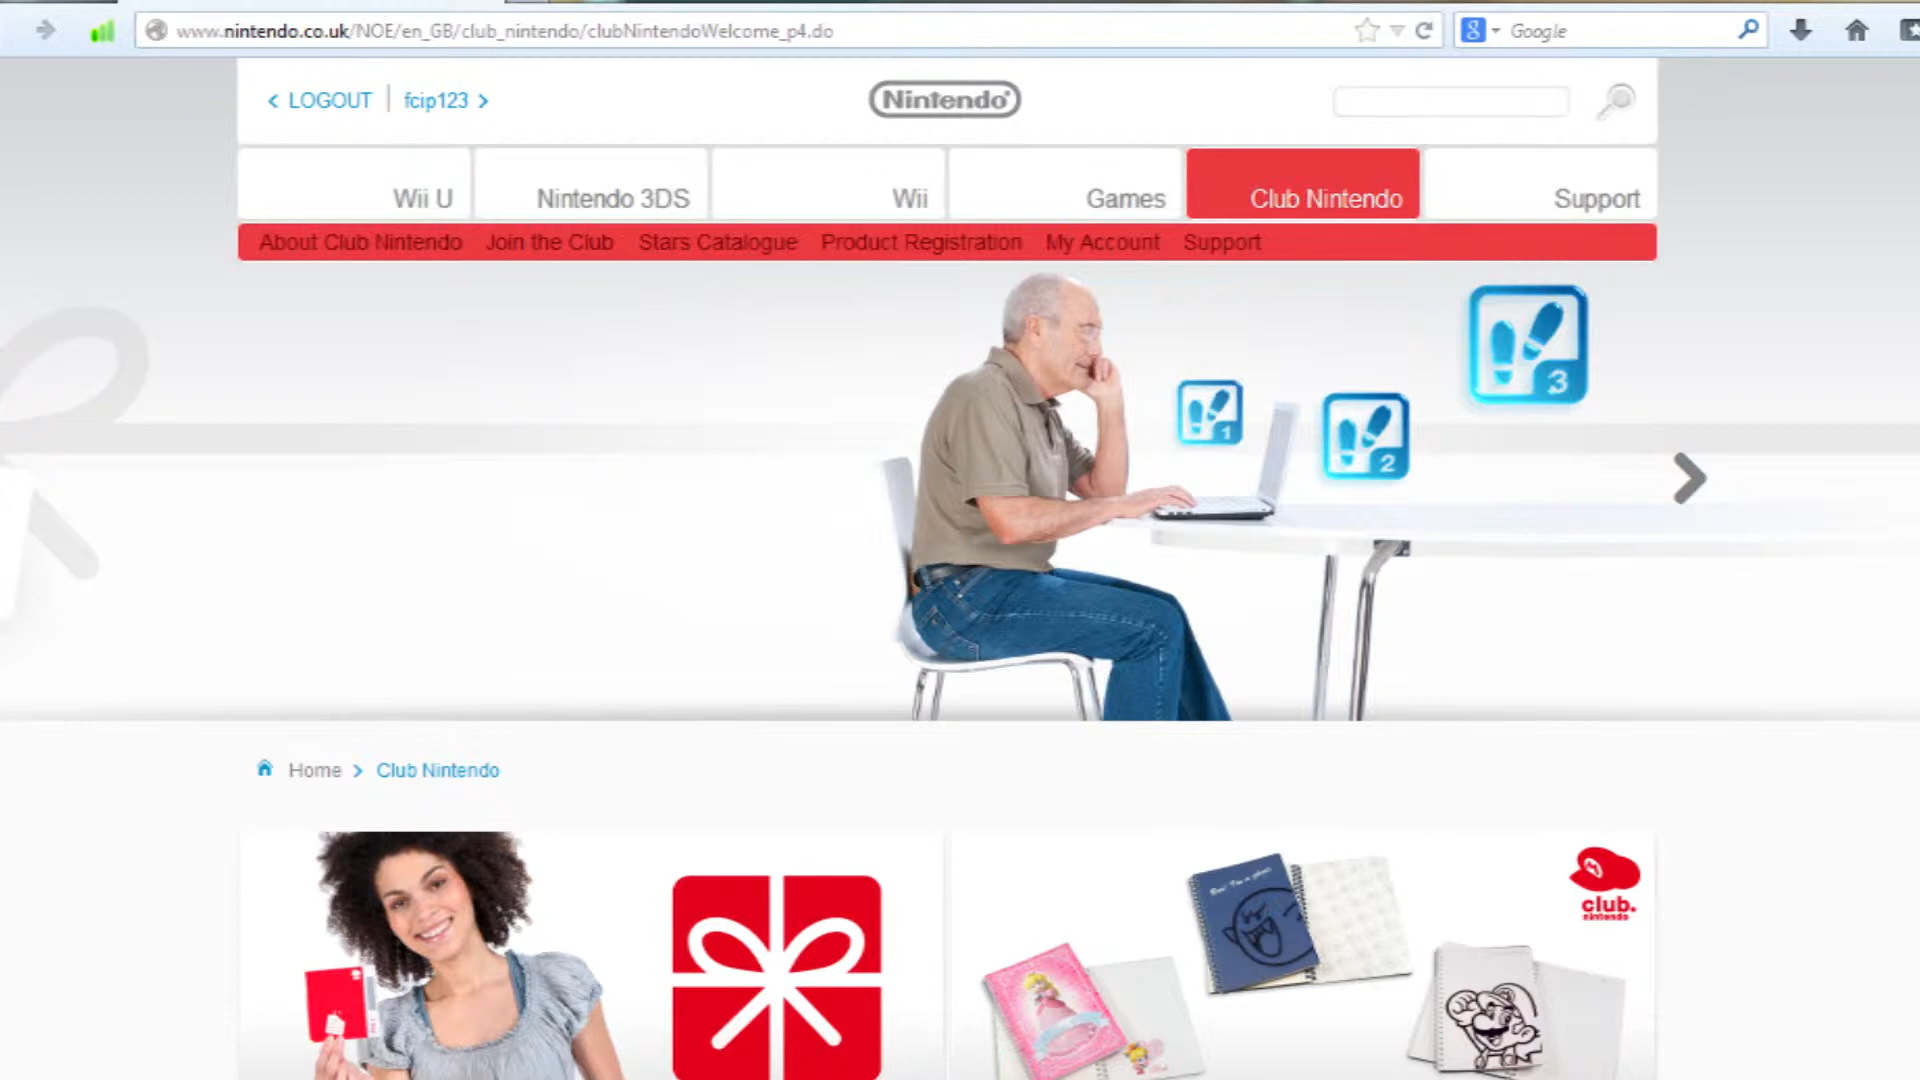 www.nintendo.co.uk/NOE/en_GB/club_nintendo/clubNintendoWelcome_p4.do
Google
LOGOUT fcip123
Nintendo
Wii U Nintendo 3DS Wii Games Club Nintendo Support
About Club Nintendo Join the Club Stars Catalogue Product Registration My Account Support
1
2
3
Home > Club Nintendo
club.
nintendo